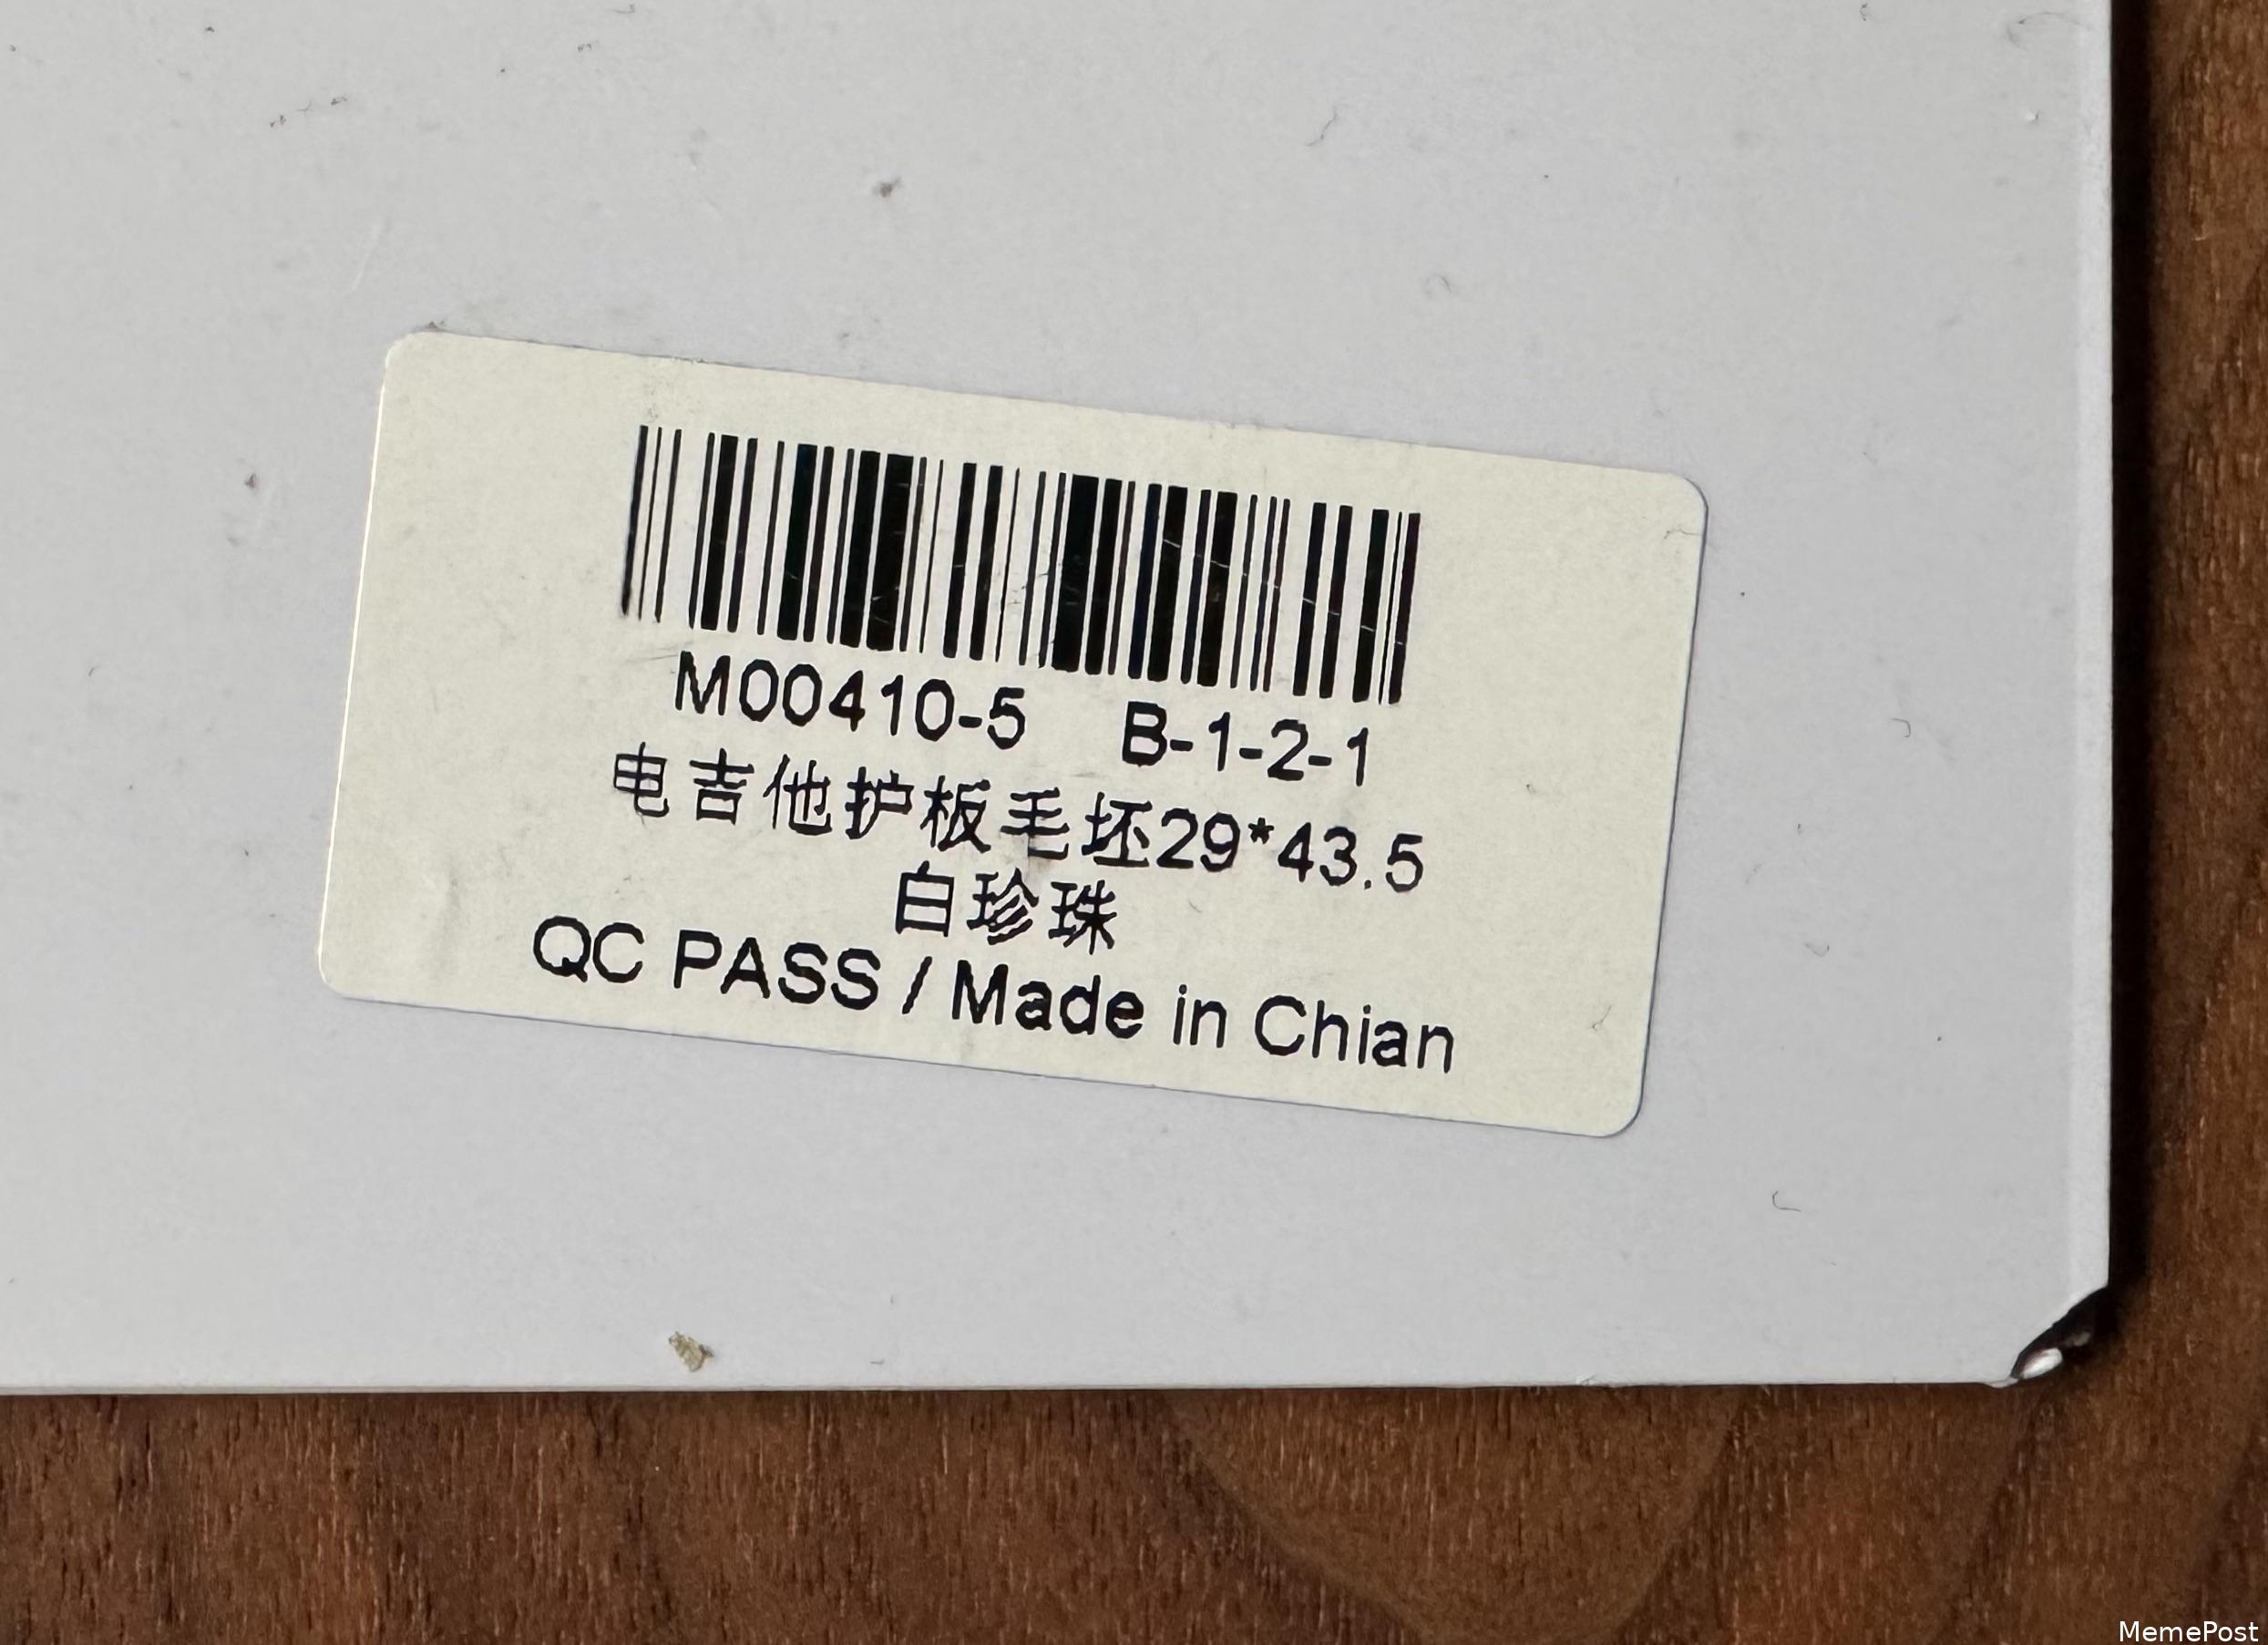 M00410-5 B-1-2-1
电吉他护板毛坯29*43.5
白珍珠
QC PASS / Made in Chian
MemePost